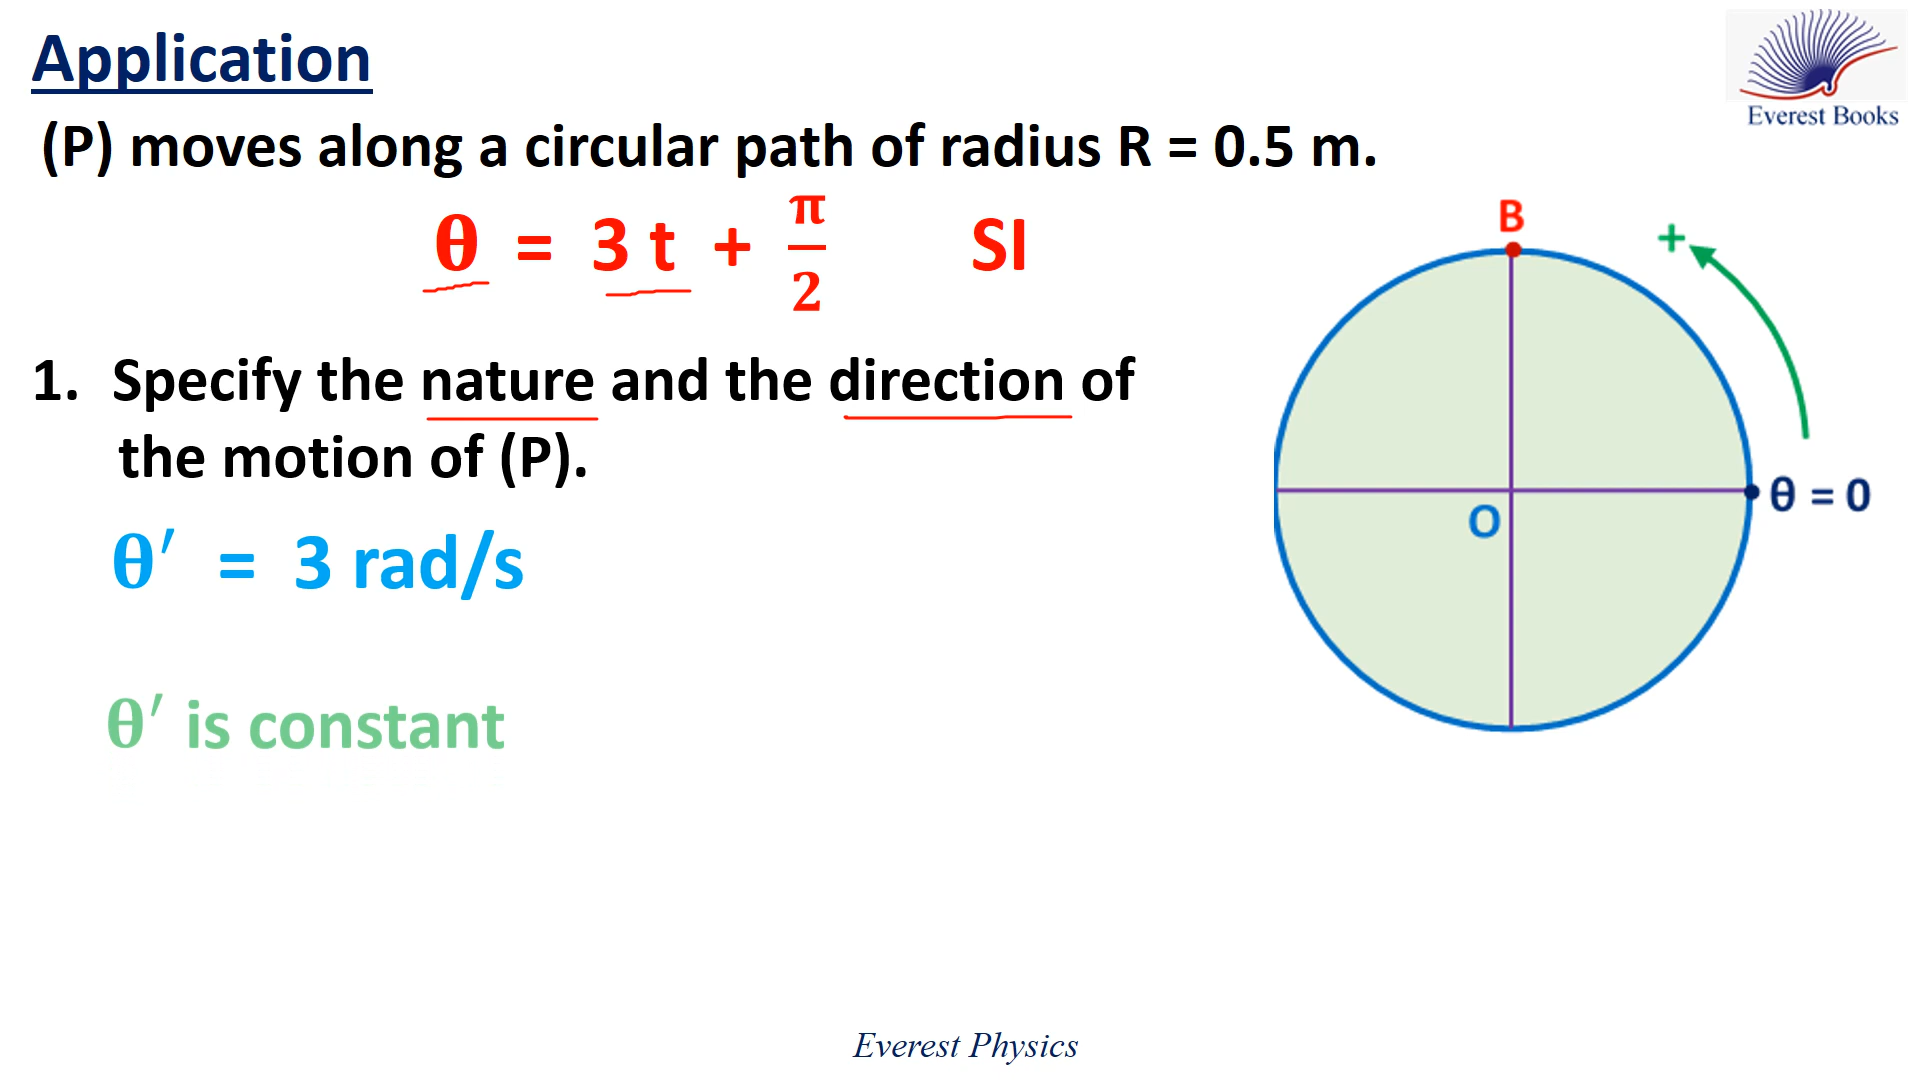 Application
Everest Books
(P) moves along a circular path of radius R = 0.5 m.
θ = 3 t + π/2 SI
B
+
1. Specify the nature and the direction of
the motion of (P).
θ = 0
O
θ′ = 3 rad/s
θ′ is constant
Everest Physics